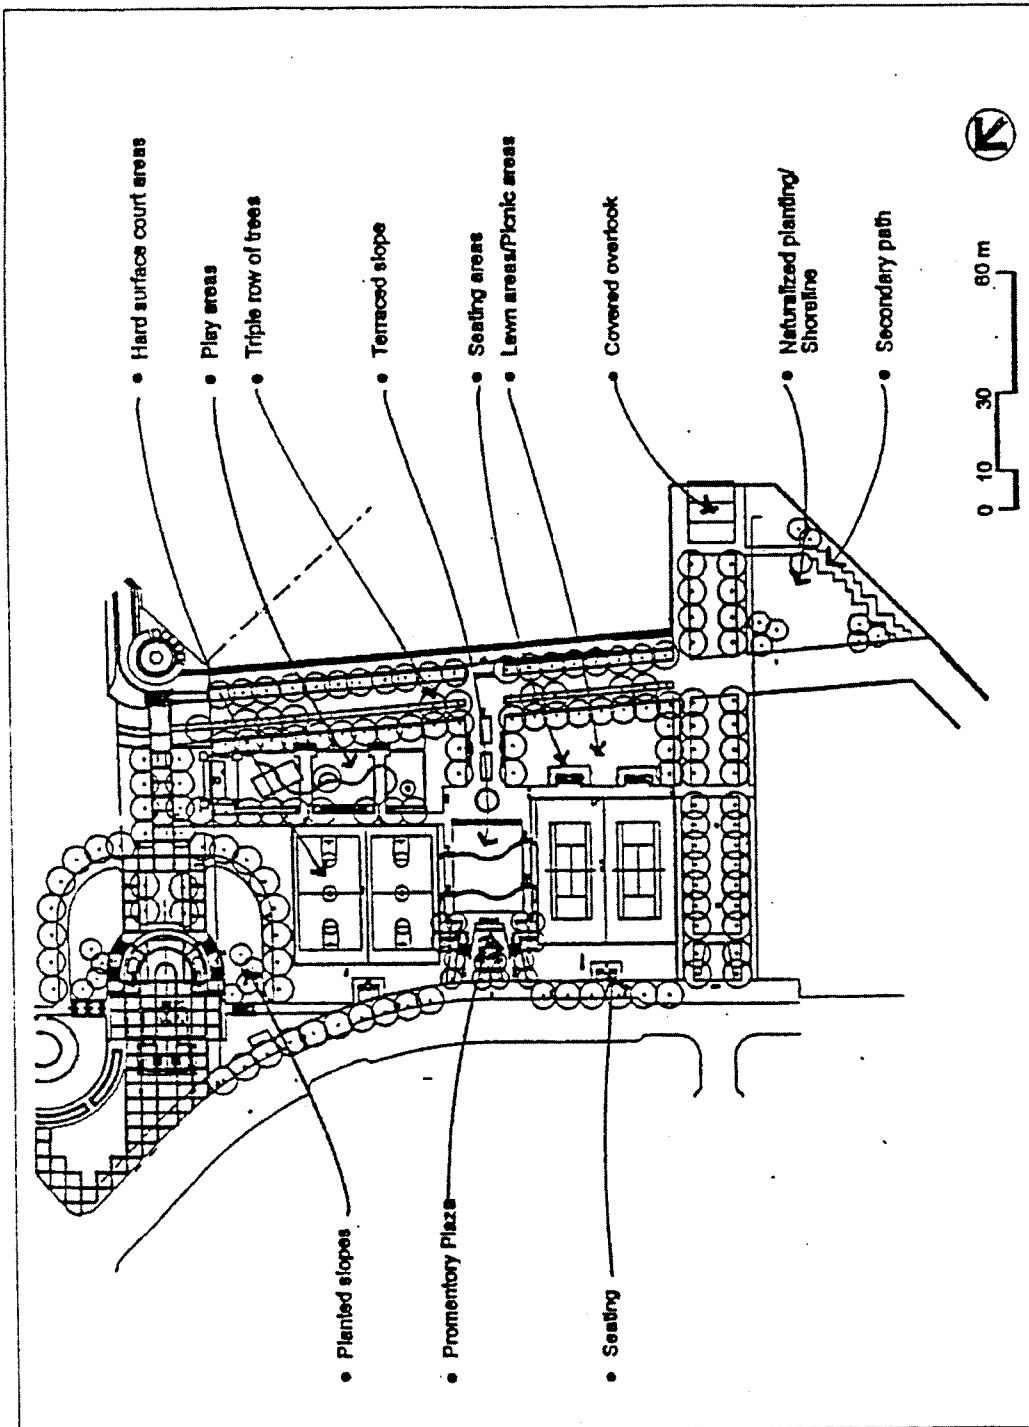 Hard surface court areas
Play areas
Triple row of trees
Terraced slope
Seating areas
Lawn areas/Picnic areas
Covered overlook
Naturalized planting/
Shoreline
Secondary path
Planted slopes
Promentory Plaza
Seating
0 10 30 60 m